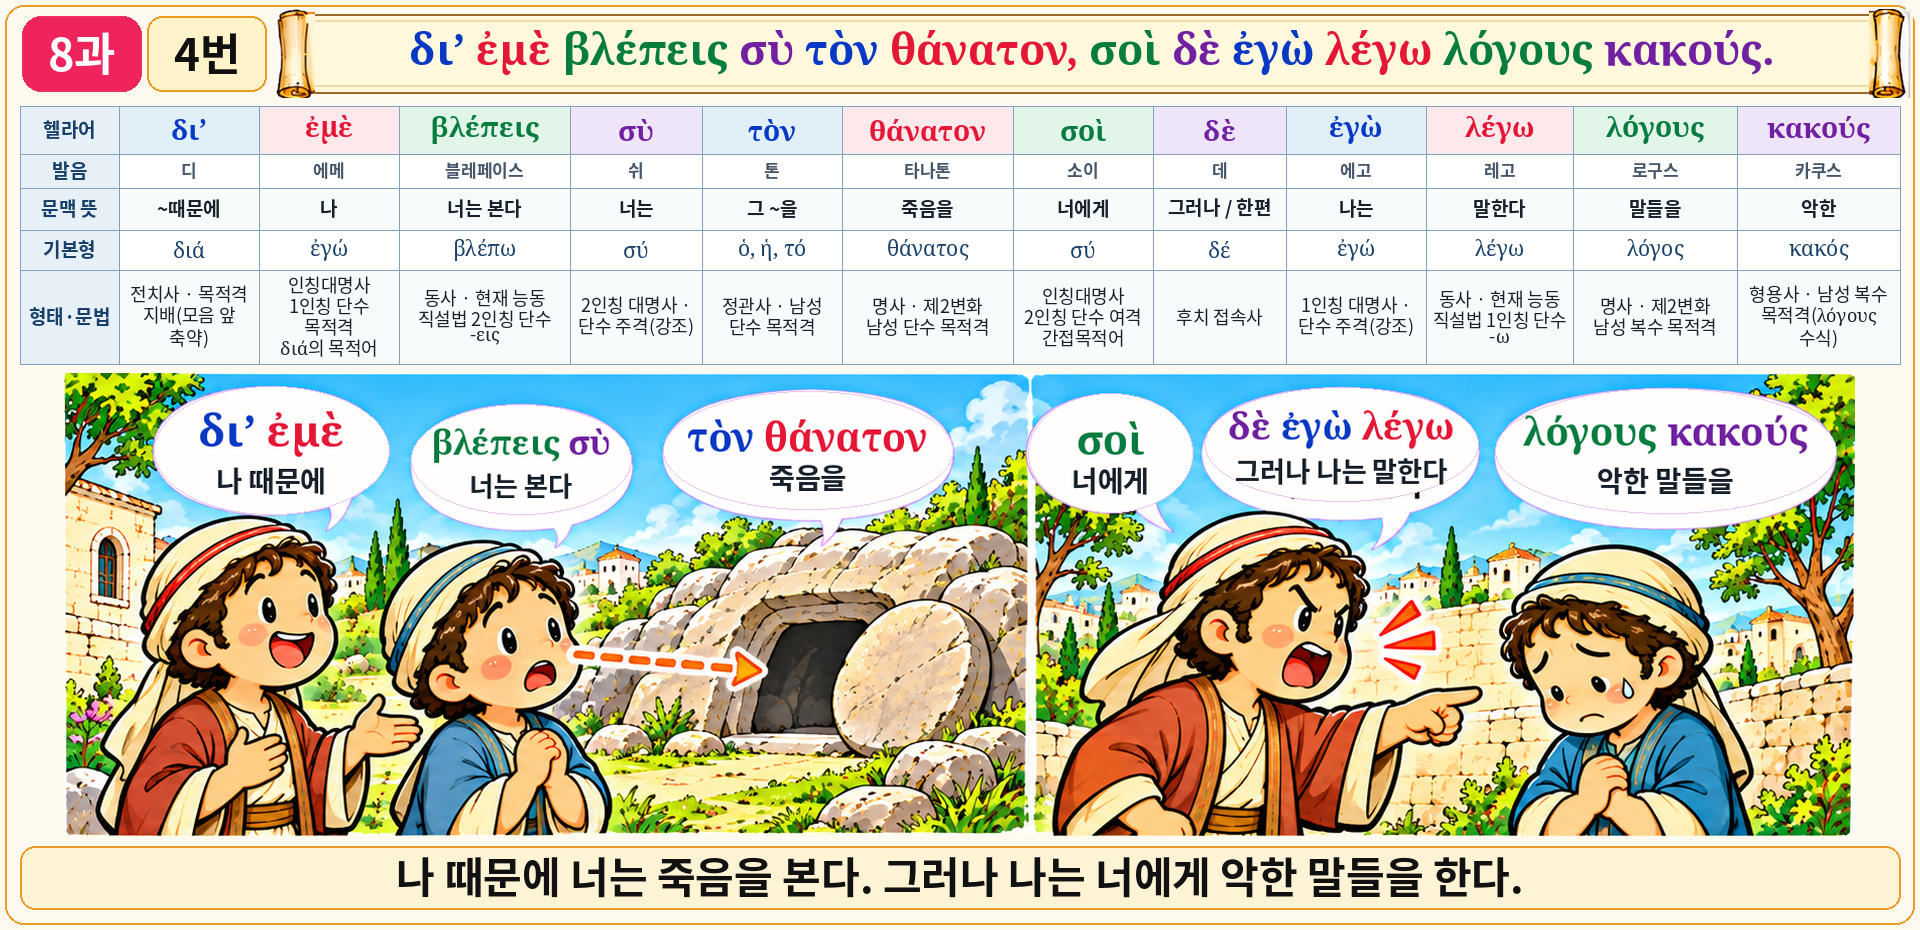 8과 4번 δι’ ἐμὲ βλέπεις σὺ τὸν θάνατον, σοὶ δὲ ἐγὼ λέγω λόγους κακούς.
헬라어 δι’ ἐμὲ βλέπεις σὺ τὸν θάνατον σοὶ δὲ ἐγὼ λέγω λόγους κακούς
발음 디 에메 블레페이스 쉬 톤 타나톤 소이 데 에고 레고 로구스 카쿠스
문맥 뜻 ~때문에 나 너는 본다 너는 그 ~을 죽음을 너에게 그러나 / 한편 나는 말한다 말들을 악한
기본형 διά ἐγώ βλέπω σύ ὁ, ἡ, τό θάνατος σύ δέ ἐγώ λέγω λόγος κακός
형태·문법
전치사 · 목적격
지배(모음 앞
축약)
인칭대명사
1인칭 단수
목적격
διά의 목적어
동사 · 현재 능동
직설법 2인칭 단수
-εις
2인칭 대명사 ·
단수 주격(강조)
정관사 · 남성
단수 목적격
명사 · 제2변화
남성 단수 목적격
인칭대명사
2인칭 단수 여격
간접목적어
후치 접속사
1인칭 대명사 ·
단수 주격(강조)
동사 · 현재 능동
직설법 1인칭 단수
-ω
명사 · 제2변화
남성 복수 목적격
형용사 · 남성 복수
목적격(λόγους
수식)
δι’ ἐμὲ
나 때문에
βλέπεις σὺ
너는 본다
τὸν θάνατον
죽음을
σοὶ
너에게
δὲ ἐγὼ λέγω
그러나 나는 말한다
λόγους κακούς
악한 말들을
나 때문에 너는 죽음을 본다. 그러나 나는 너에게 악한 말들을 한다.